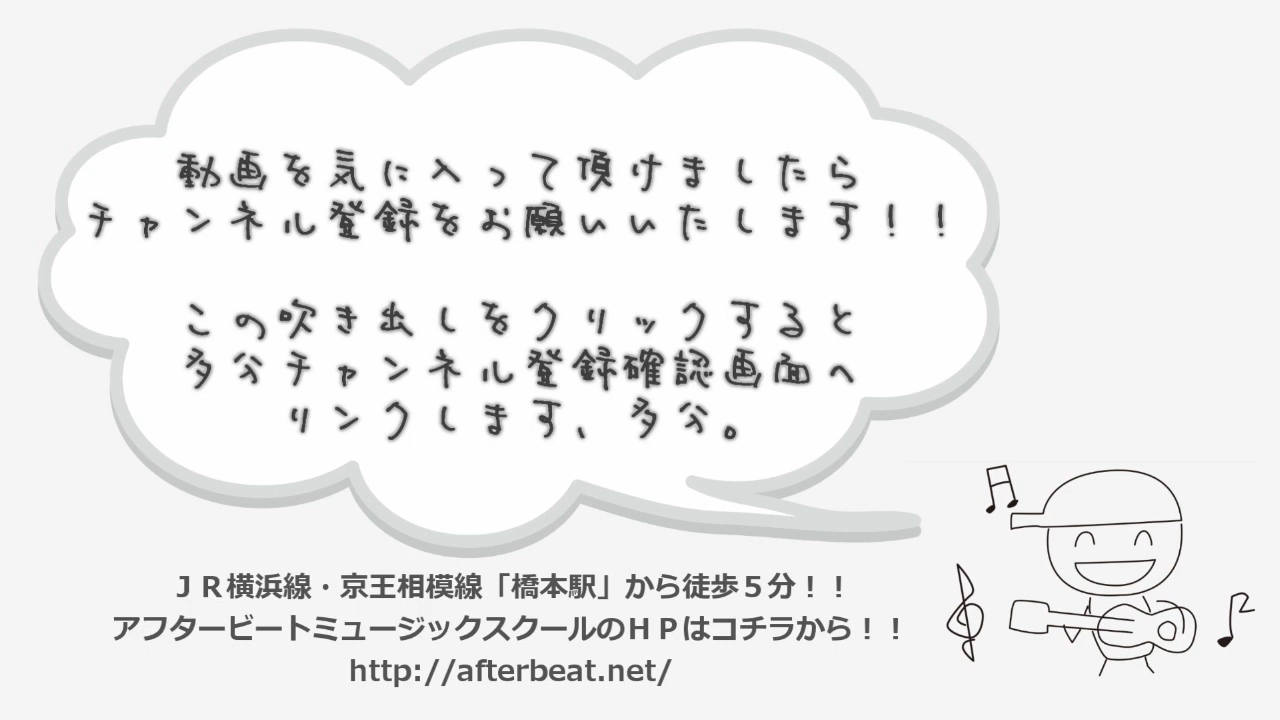 動画を気に入って頂けましたら
チャンネル登録をお願いいたします！！
この吹き出しをクリックすると
多分チャンネル登録確認画面へ
リンクします、多分。
ＪＲ横浜線・京王相模線「橋本駅」から徒歩５分！！
アフタービートミュージックスクールのＨＰはコチラから！！
http://afterbeat.net/